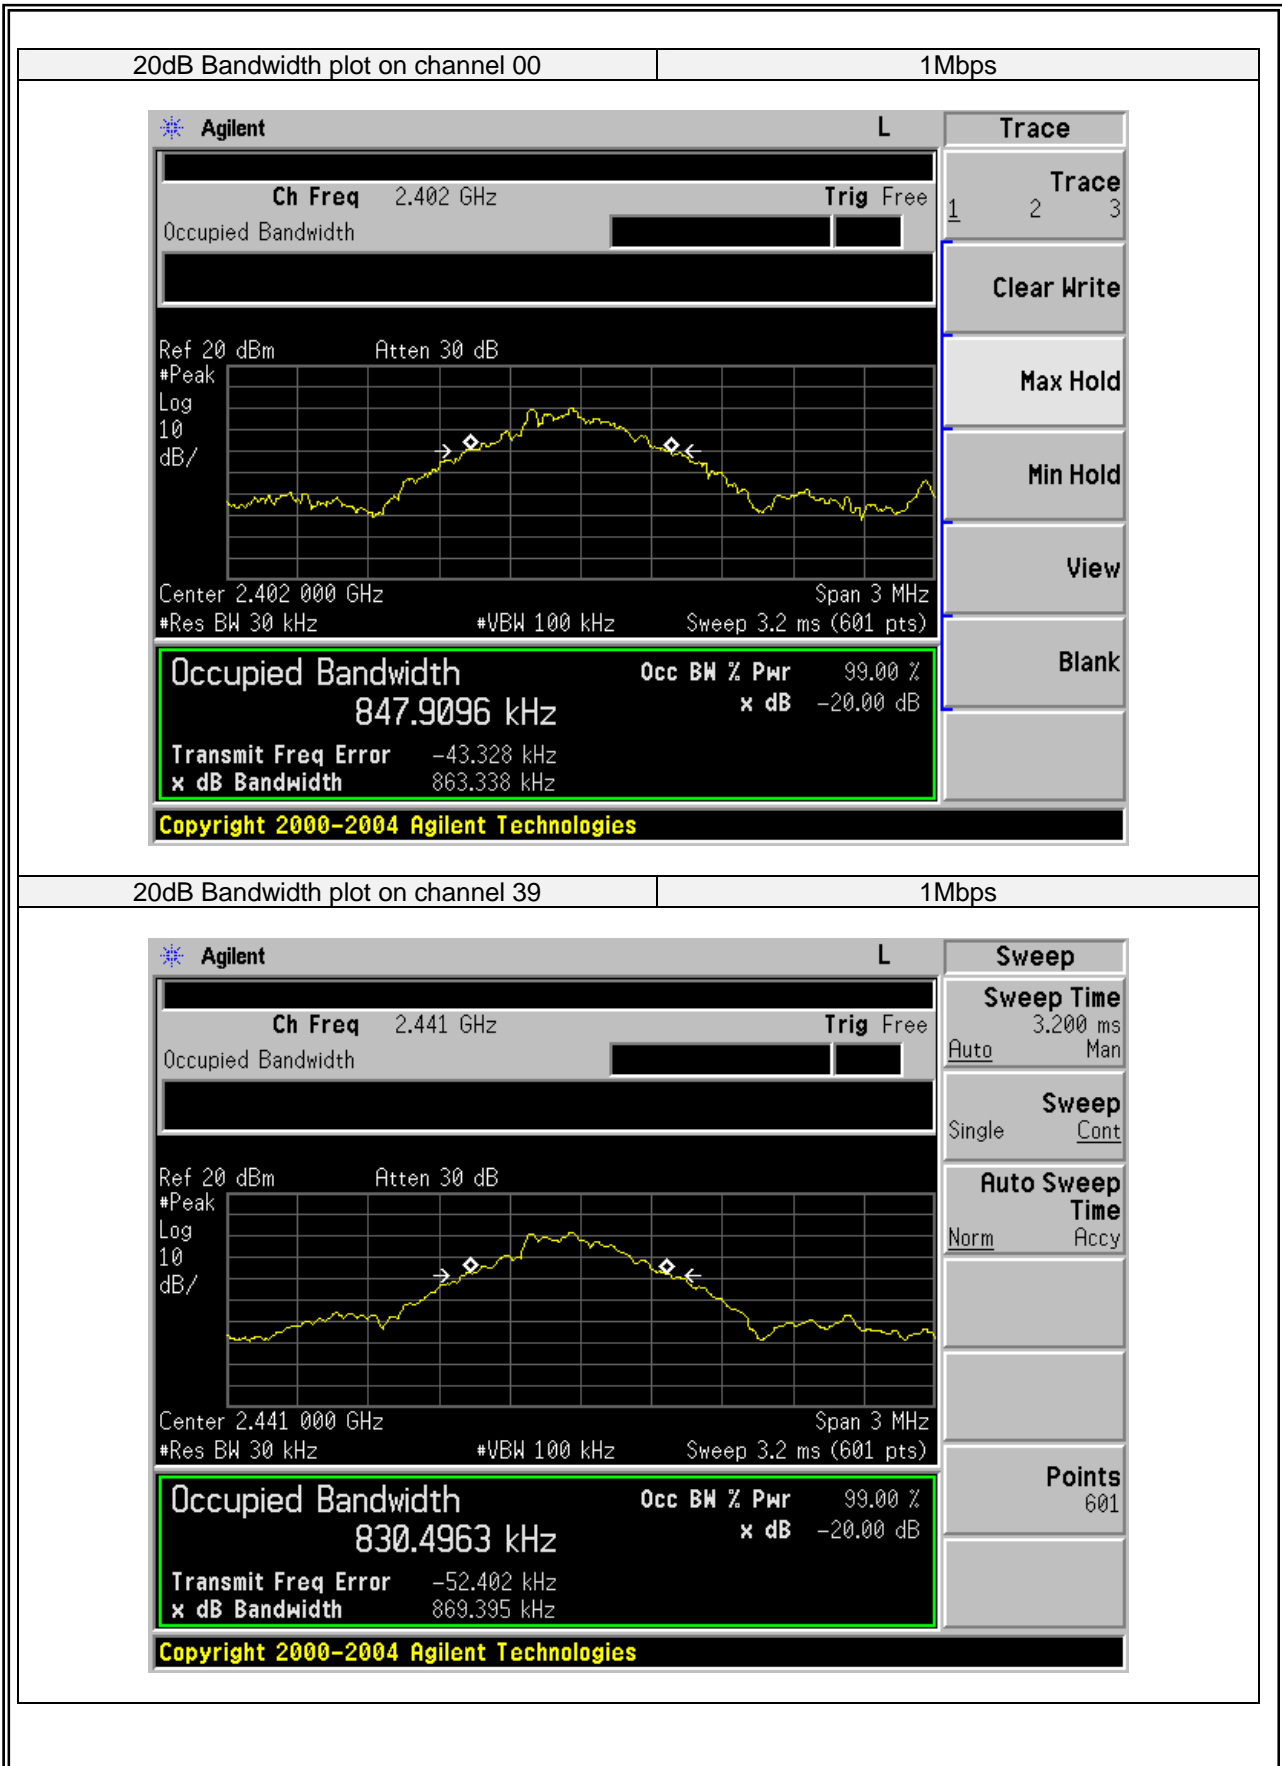 20dB Bandwidth plot on channel 00 1Mbps
Agilent L Trace
Ch Freq 2.402 GHz Trig Free
Occupied Bandwidth
Trace
1 2 3
Clear Write
Max Hold
Min Hold
View
Blank
Ref 20 dBm Atten 30 dB
#Peak
Log
10
dB/
Center 2.402 000 GHz Span 3 MHz
#Res BW 30 kHz #VBW 100 kHz Sweep 3.2 ms (601 pts)
Occupied Bandwidth Occ BW % Pwr 99.00 %
847.9096 kHz x dB -20.00 dB
Transmit Freq Error -43.328 kHz
x dB Bandwidth 863.338 kHz
Copyright 2000-2004 Agilent Technologies
20dB Bandwidth plot on channel 39 1Mbps
Agilent L Sweep
Ch Freq 2.441 GHz Trig Free
Occupied Bandwidth
Sweep Time
3.200 ms
Auto Man
Sweep
Single Cont
Auto Sweep
Time
Norm Accy
Points
601
Ref 20 dBm Atten 30 dB
#Peak
Log
10
dB/
Center 2.441 000 GHz Span 3 MHz
#Res BW 30 kHz #VBW 100 kHz Sweep 3.2 ms (601 pts)
Occupied Bandwidth Occ BW % Pwr 99.00 %
830.4963 kHz x dB -20.00 dB
Transmit Freq Error -52.402 kHz
x dB Bandwidth 869.395 kHz
Copyright 2000-2004 Agilent Technologies